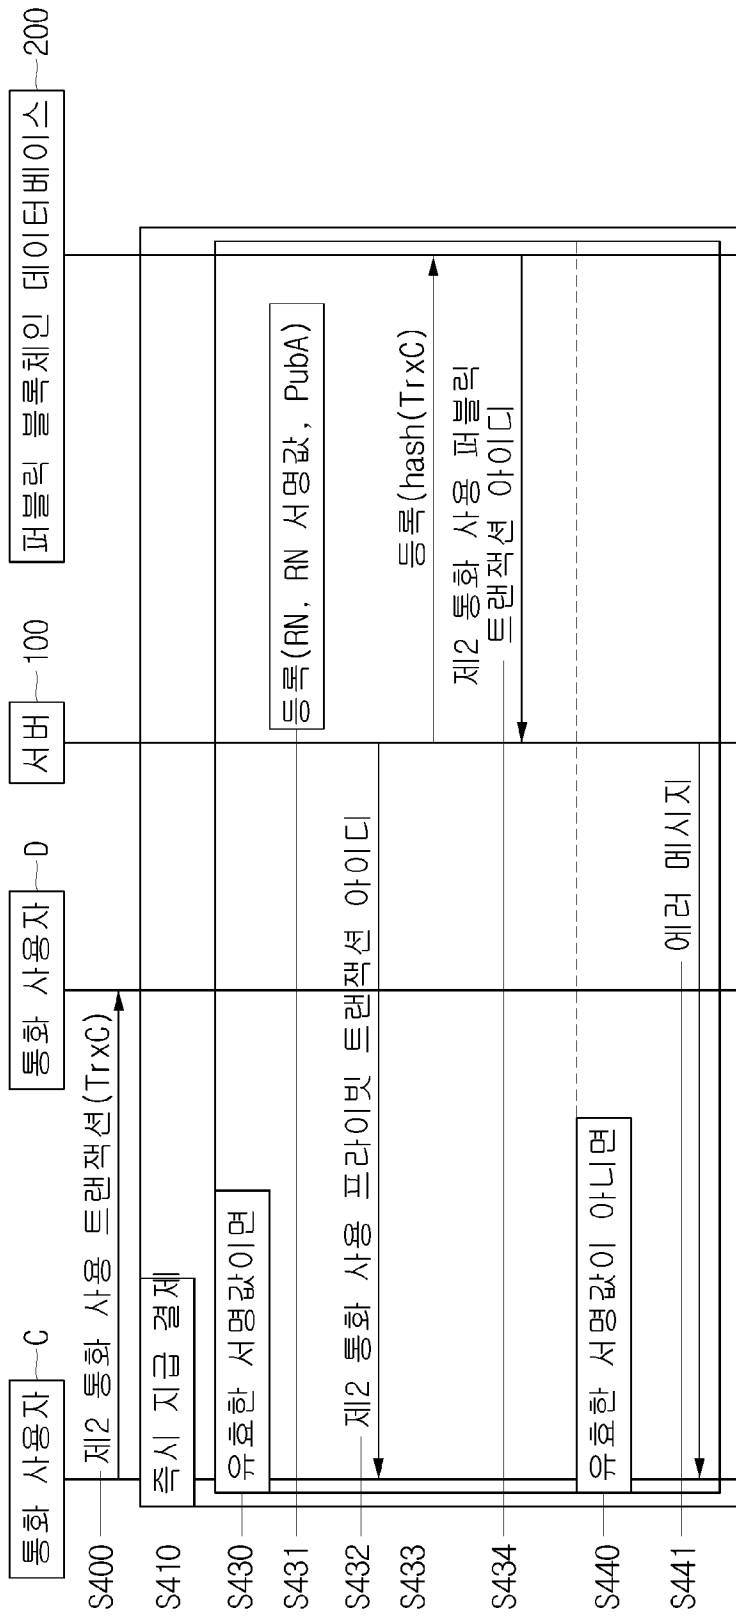 통화 사용자
C
통화 사용자
D
서버
100
퍼블릭 블록체인 데이터베이스
200
S400
제2 통화 사용 트랜잭션(TrxC)
S410
즉시 지급 결제
S430
유효한 서명값이면
S431
등록(RN, RN 서명값, PubA)
S432
제2 통화 사용 프라이빗 트랜잭션 아이디
S433
등록(hash(TrxC)
S434
제2 통화 사용 퍼블릭
트랜잭션 아이디
S440
유효한 서명값이 아니면
S441
에러 메시지